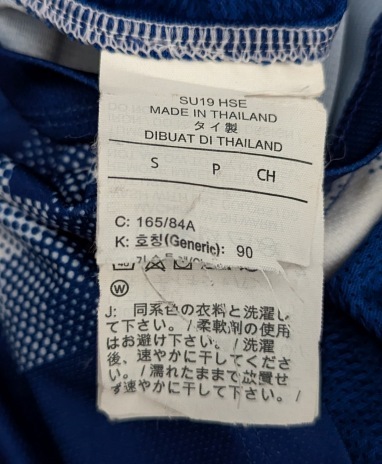 SU19 HSE
MADE IN THAILAND
タイ製
DIBUAT DI THAILAND
S P CH
C: 165/84A
K: 호칭(Generic): 90
W
J: 同系色の衣料と洗濯し
て下さい。/柔軟剤の使用
はお避け下さい。/洗濯
後、速やかに干してくださ
い。/濡れたままで放置せ
ず速やかに干して下さい。